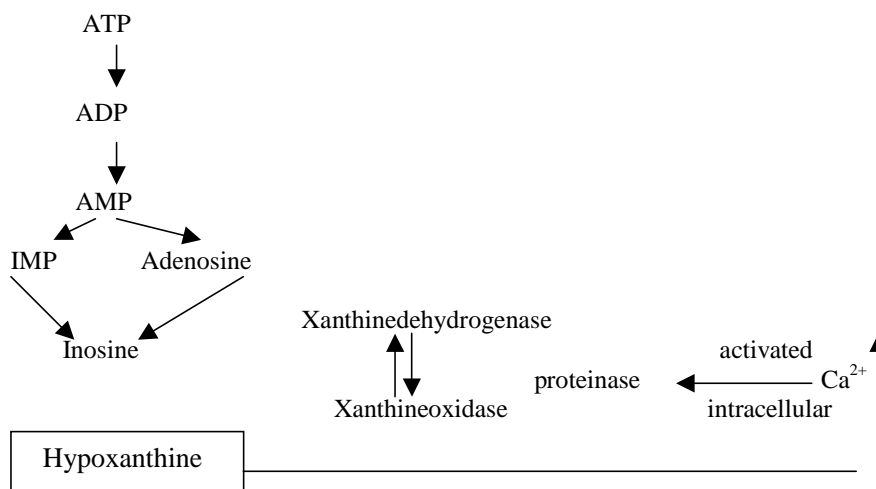 ATP
ADP
AMP
IMP Adenosine
Inosine
Xanthinedehydrogenase
activated
proteinase Ca²⁺
Xanthineoxidase intracellular
Hypoxanthine